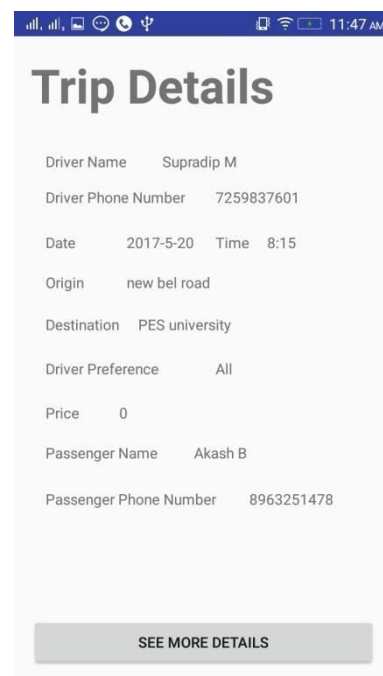 11:47 AM
Trip Details
Driver Name Supradip M
Driver Phone Number 7259837601
Date 2017-5-20 Time 8:15
Origin new bel road
Destination PES university
Driver Preference All
Price 0
Passenger Name Akash B
Passenger Phone Number 8963251478
SEE MORE DETAILS